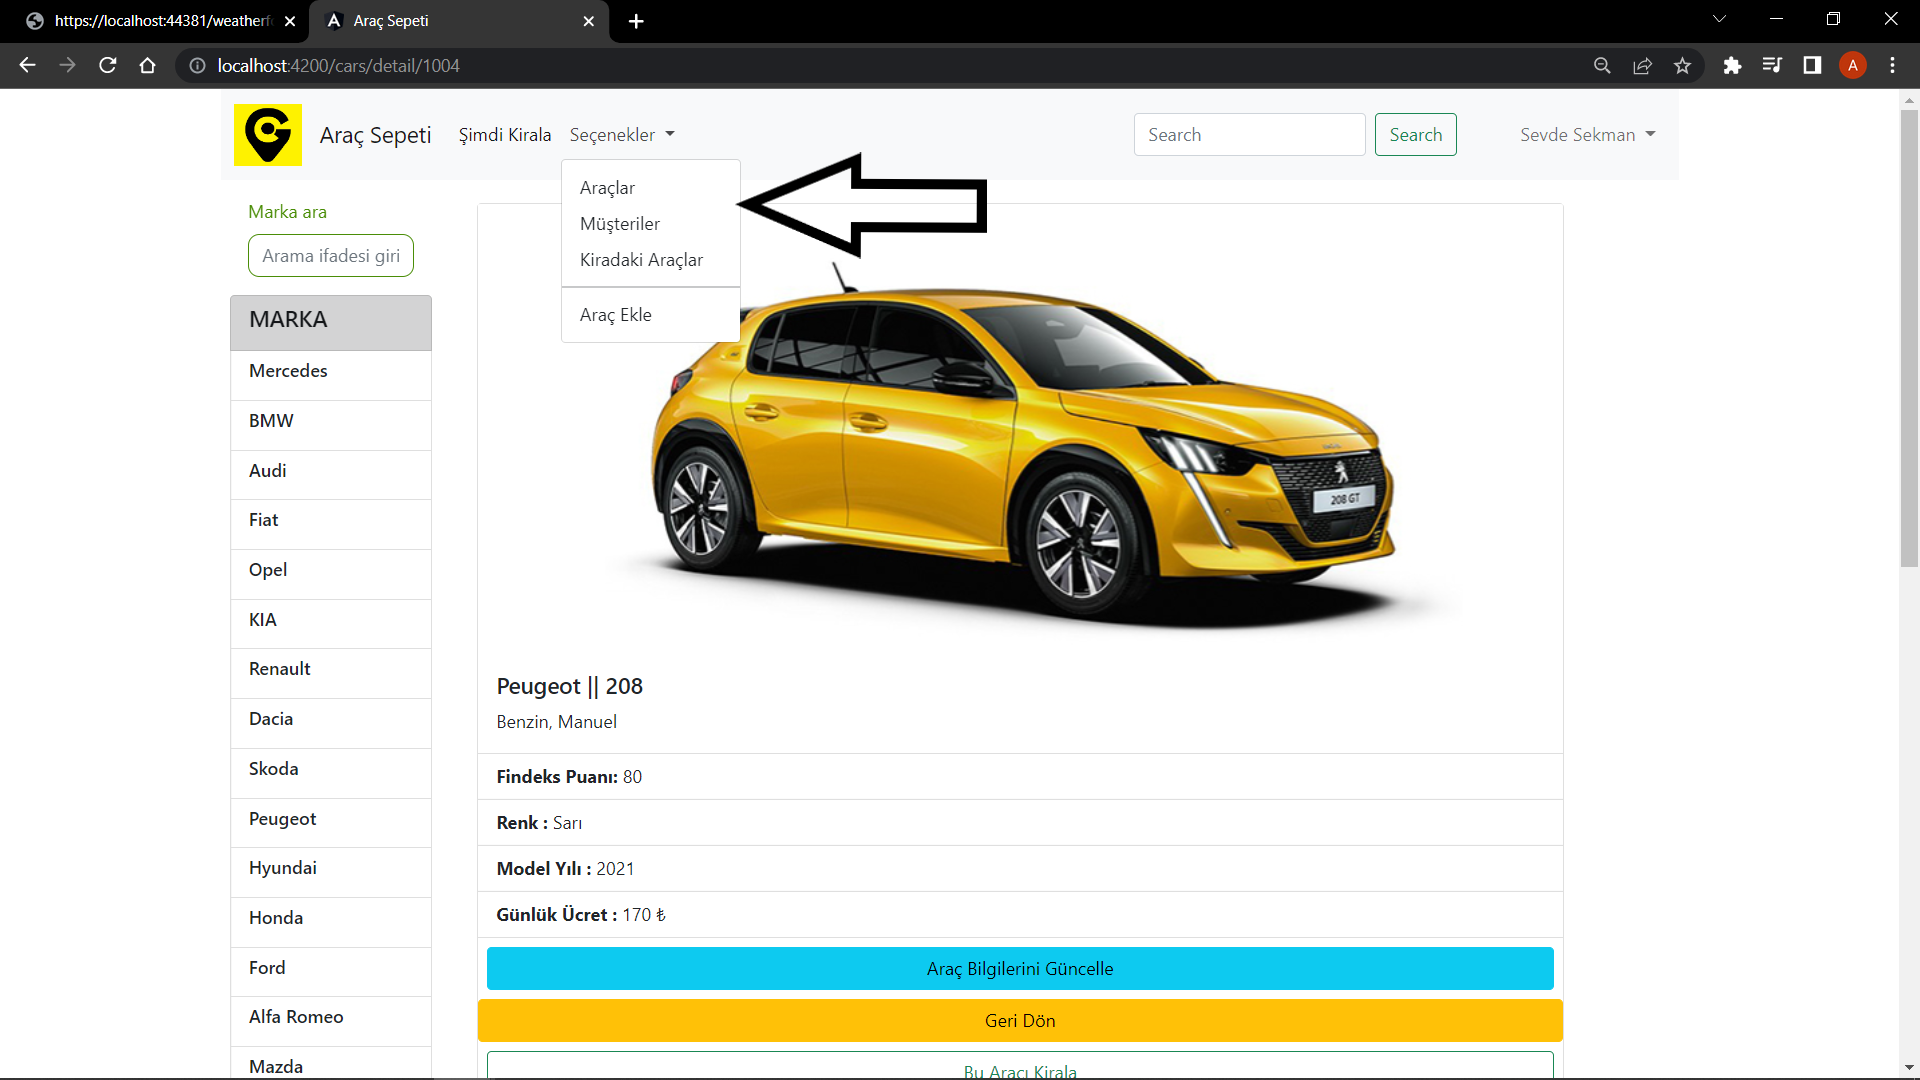 https://localhost:44381/weatherfo
Araç Sepeti
localhost:4200/cars/detail/1004
A
Araç Sepeti
Şimdi Kirala
Seçenekler
Search
Search
Sevde Sekman
Araçlar
Müşteriler
Kiradaki Araçlar
Araç Ekle
Marka ara
Arama ifadesi giri
MARKA
Mercedes
BMW
Audi
Fiat
Opel
KIA
Renault
Dacia
Skoda
Peugeot
Hyundai
Honda
Ford
Alfa Romeo
Mazda
208 GT
Peugeot || 208
Benzin, Manuel
Findeks Puanı: 80
Renk : Sarı
Model Yılı : 2021
Günlük Ücret : 170 ₺
Araç Bilgilerini Güncelle
Geri Dön
Bu Aracı Kirala